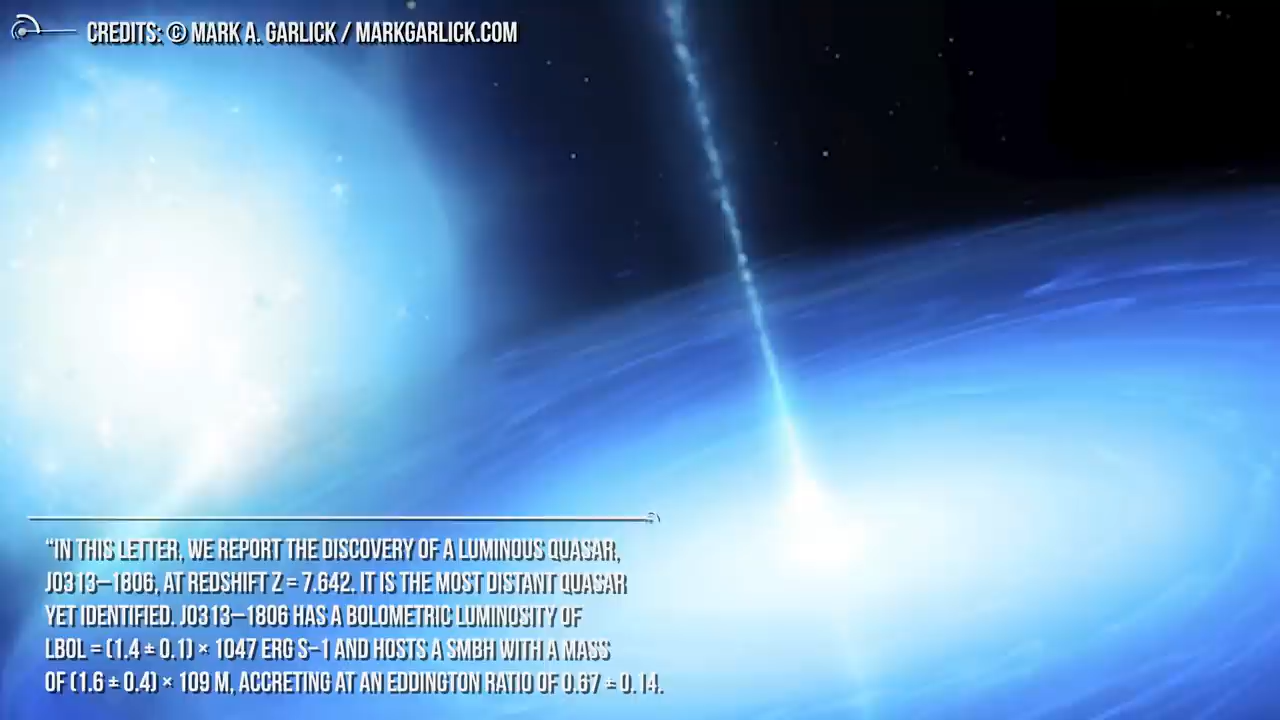 CREDITS: © MARK A. GARLICK / MARKGARLICK.COM
“IN THIS LETTER, WE REPORT THE DISCOVERY OF A LUMINOUS QUASAR,
J0313–1806, AT REDSHIFT Z = 7.642. IT IS THE MOST DISTANT QUASAR
YET IDENTIFIED. J0313–1806 HAS A BOLOMETRIC LUMINOSITY OF
LBOL = (1.4 ± 0.1) × 1047 ERG S−1 AND HOSTS A SMBH WITH A MASS
OF (1.6 ± 0.4) × 109 M, ACCRETING AT AN EDDINGTON RATIO OF 0.67 ± 0.14.